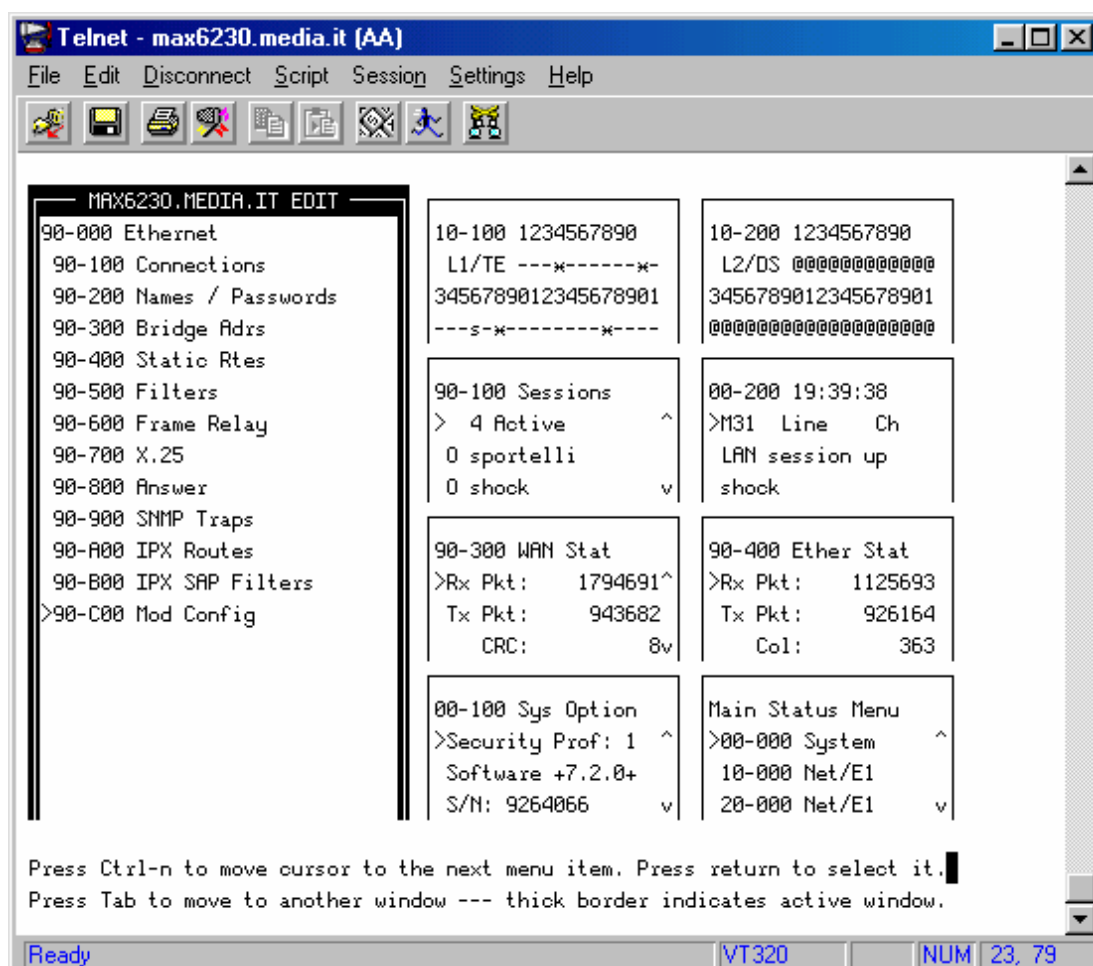 Telnet - max6230.media.it (AA)
File Edit Disconnect Script Session Settings Help
MAX6230.MEDIA.IT EDIT
90-000 Ethernet
90-100 Connections
90-200 Names / Passwords
90-300 Bridge Adrs
90-400 Static Rtes
90-500 Filters
90-600 Frame Relay
90-700 X.25
90-800 Answer
90-900 SNMP Traps
90-A00 IPX Routes
90-B00 IPX SAP Filters
>90-C00 Mod Config
10-100 1234567890
L1/TE ---*------*-
3456789012345678901
---s-*--------*----
10-200 1234567890
L2/DS @@@@@@@@@@@@
3456789012345678901
@@@@@@@@@@@@@@@@@@@
90-100 Sessions
> 4 Active ^
O sportelli
O shock v
00-200 19:39:38
>M31 Line Ch
LAN session up
shock
90-300 WAN Stat
>Rx Pkt: 1794691^
Tx Pkt: 943682
CRC: 8v
90-400 Ether Stat
>Rx Pkt: 1125693
Tx Pkt: 926164
Col: 363
00-100 Sys Option
>Security Prof: 1 ^
Software +7.2.0+
S/N: 9264066 v
Main Status Menu
>00-000 System ^
10-000 Net/E1
20-000 Net/E1 v
Press Ctrl-n to move cursor to the next menu item. Press return to select it.
Press Tab to move to another window --- thick border indicates active window.
Ready VT320 NUM 23, 79